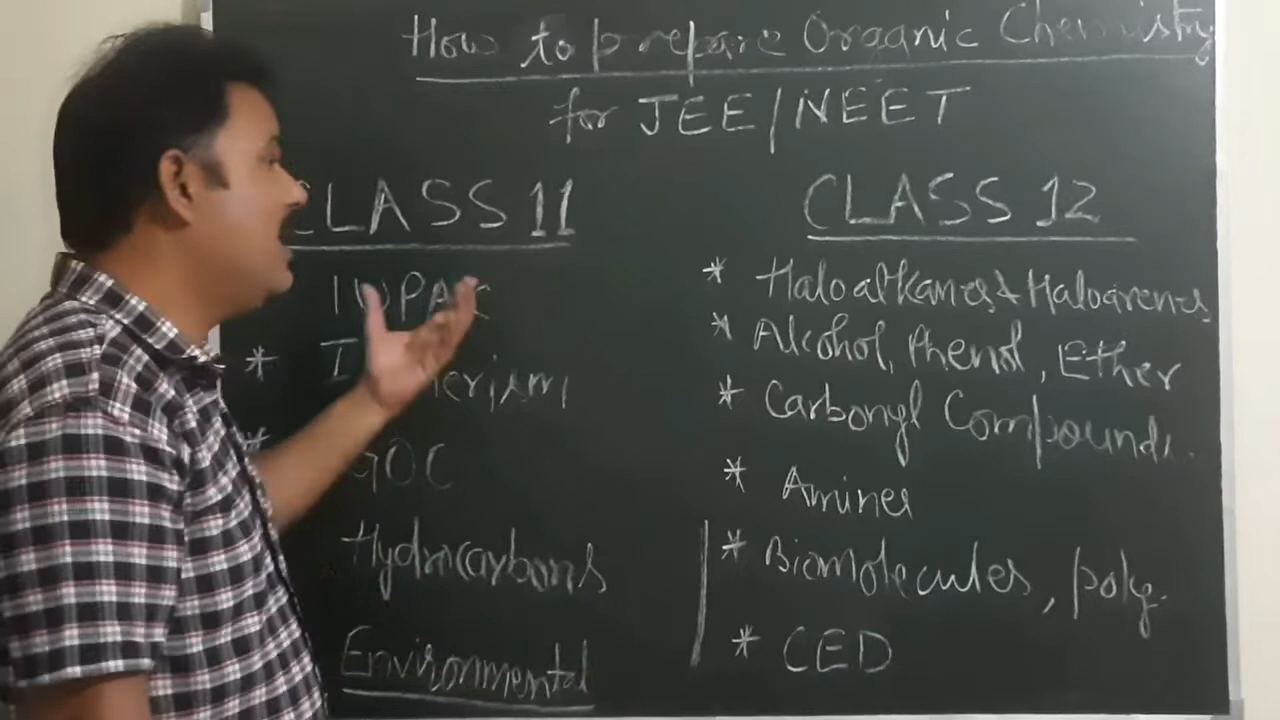 How to prepare Organic Chemistry
for JEE/NEET
CLASS 11
IUPAC
*
* GOC
Hydrocarbons
Environmental
CLASS 12
* Haloalkanes & Haloarenes
* Alcohol, Phenol, Ether
* Carbonyl Compounds.
* Amines
* Biomolecules, poly.
* CED